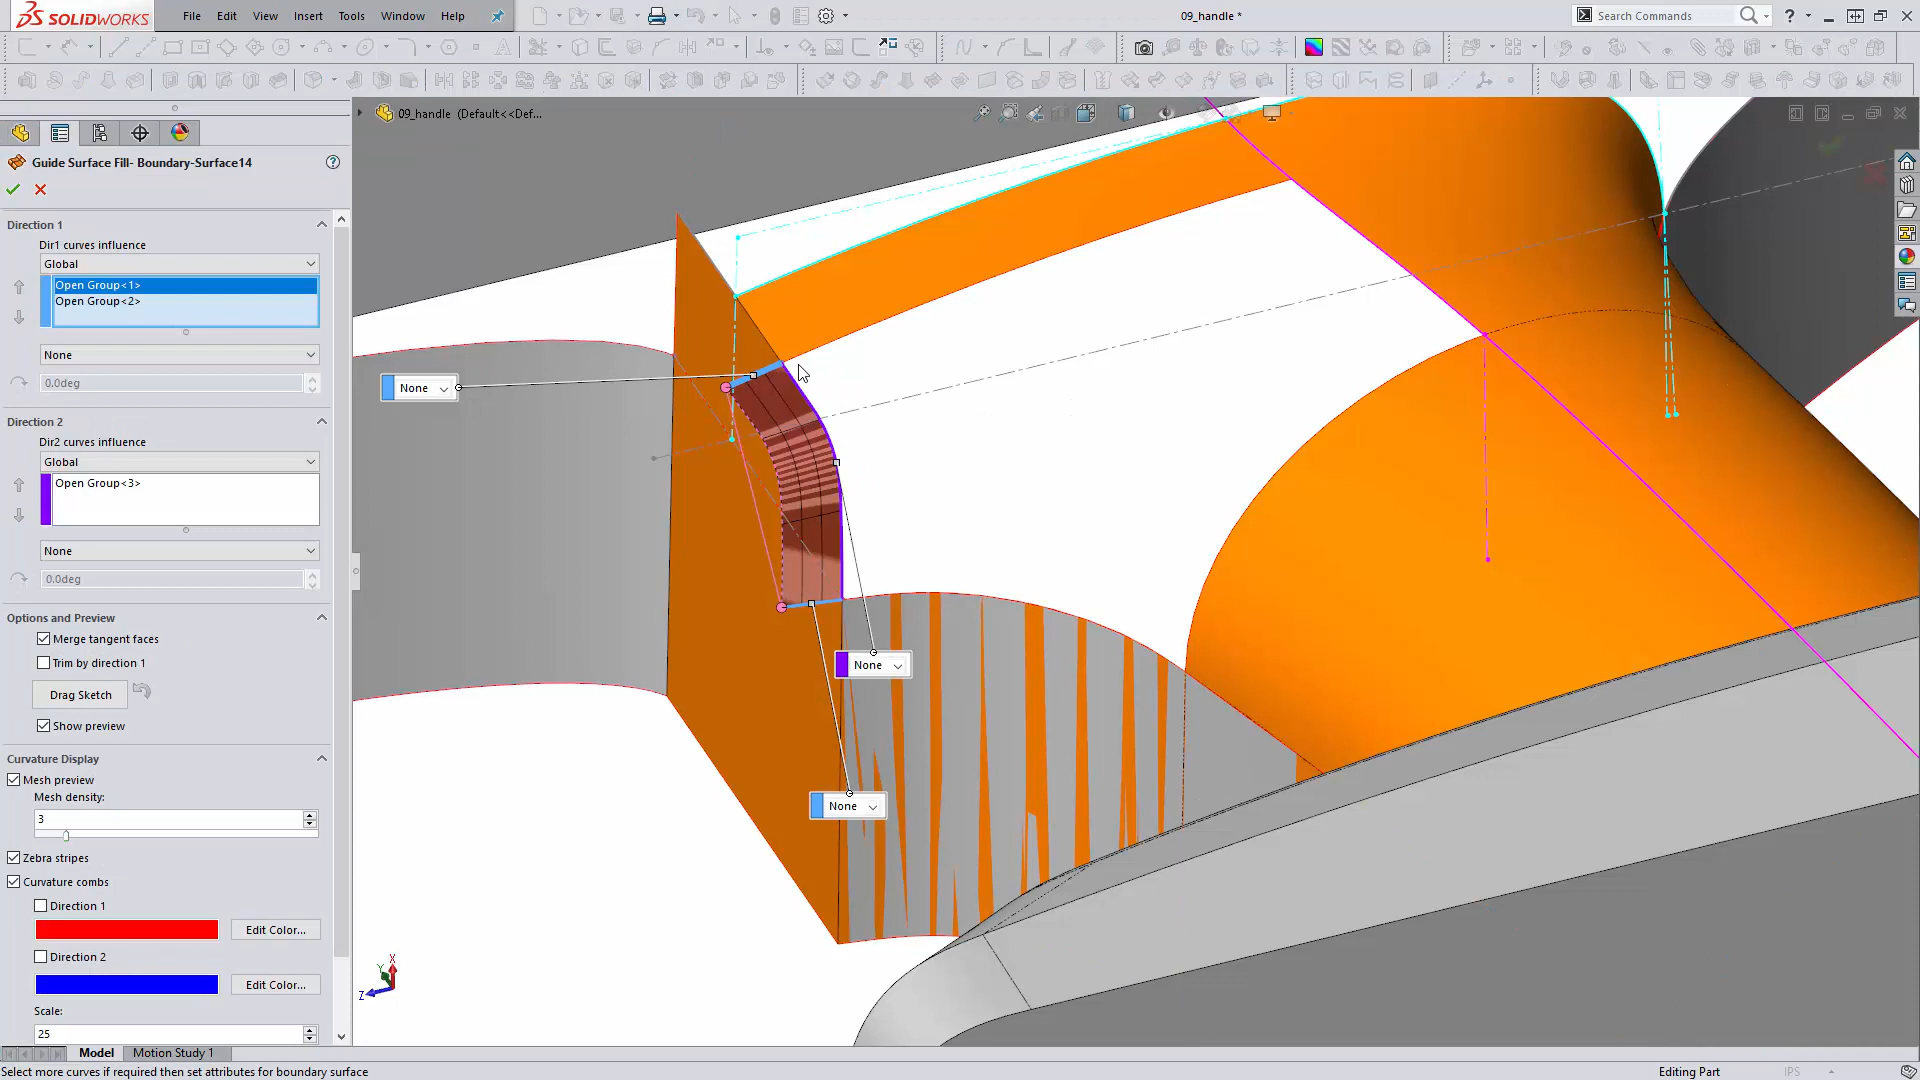 SOLIDWORKS
File Edit View Insert Tools Window Help
09_handle *
Search Commands
?
09_handle (Default<<Def...
Guide Surface Fill- Boundary-Surface14
Direction 1
Dir1 curves influence
Global
Open Group<1>
Open Group<2>
None
0.0deg
Direction 2
Dir2 curves influence
Global
Open Group<3>
None
0.0deg
Options and Preview
Merge tangent faces
Trim by direction 1
Drag Sketch
Show preview
Curvature Display
Mesh preview
Mesh density:
3
Zebra stripes
Curvature combs
Direction 1
Edit Color...
Direction 2
Edit Color...
Scale:
25
None
None
None
X
Y
Z
Model
Motion Study 1
Select more curves if required then set attributes for boundary surface
Editing Part
IPS